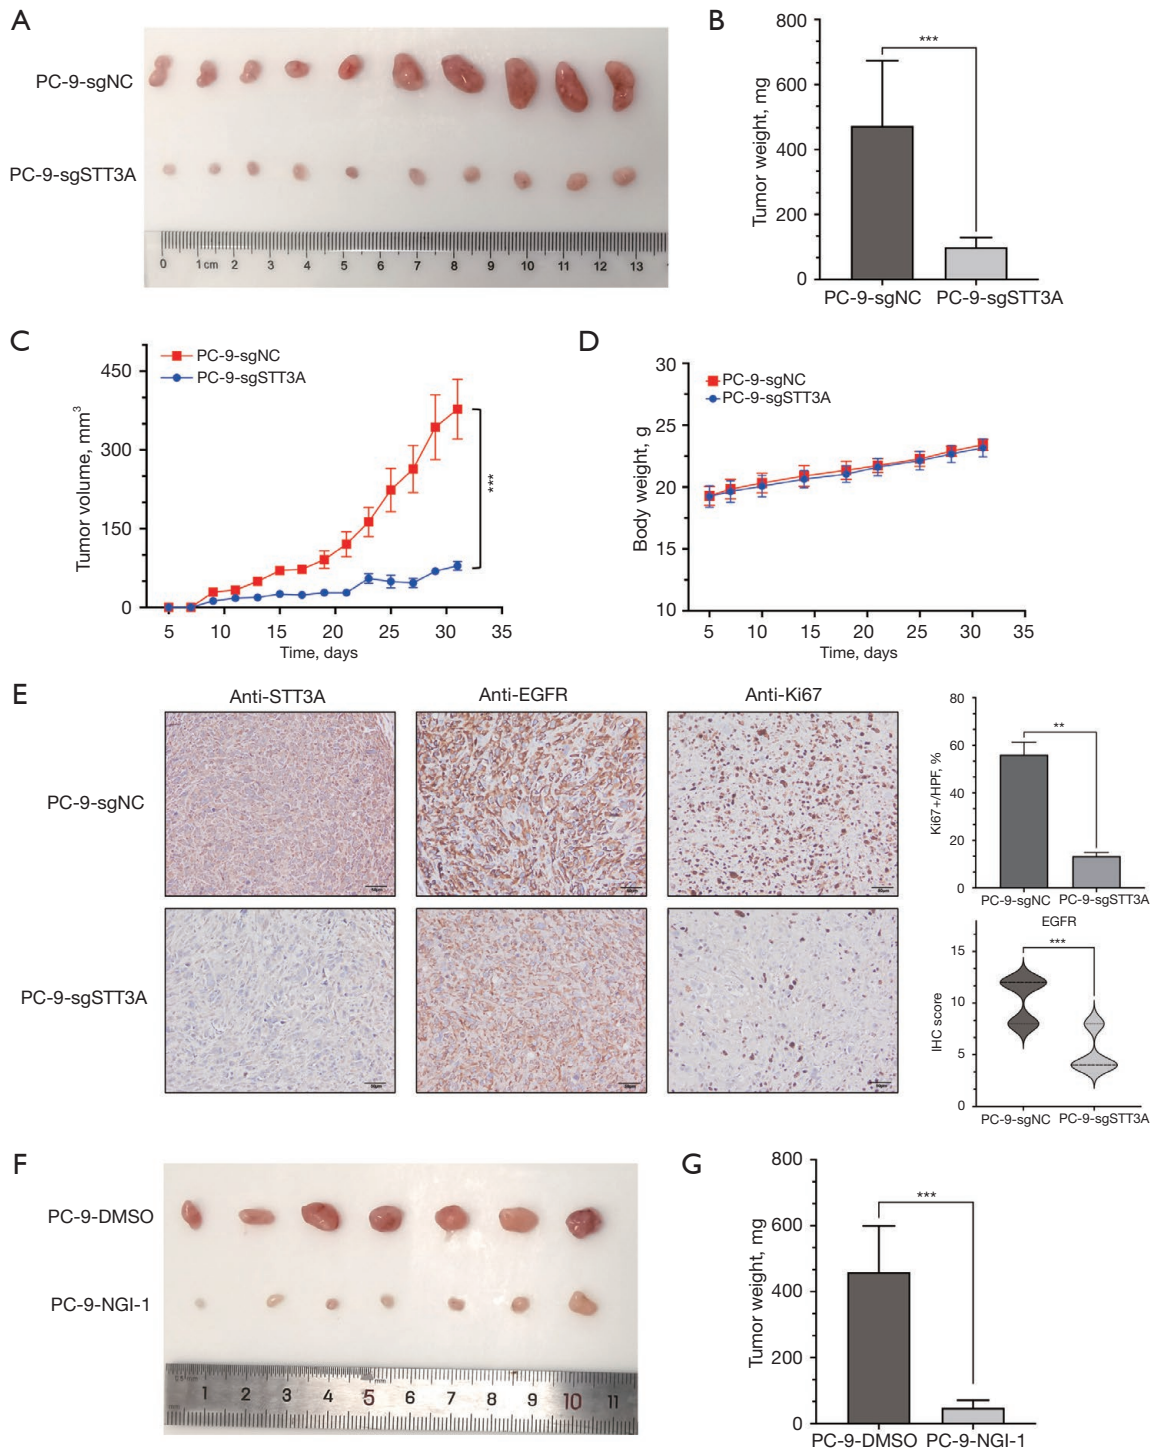 A
PC-9-sgNC
PC-9-sgSTT3A
0 1 cm 2 3 4 5 6 7 8 9 10 11 12 13
B
Tumor weight, mg
800
600
400
200
0
***
PC-9-sgNC PC-9-sgSTT3A
C
Tumor volume, mm³
450
300
150
0
PC-9-sgNC
PC-9-sgSTT3A
***
5 10 15 20 25 30 35
Time, days
D
Body weight, g
30
25
20
15
10
PC-9-sgNC
PC-9-sgSTT3A
5 10 15 20 25 30 35
Time, days
E
Anti-STT3A Anti-EGFR Anti-Ki67
PC-9-sgNC
PC-9-sgSTT3A
Ki67+/HPF, %
80
60
40
20
0
**
PC-9-sgNC PC-9-sgSTT3A
EGFR
IHC score
15
10
5
0
***
PC-9-sgNC PC-9-sgSTT3A
F
PC-9-DMSO
PC-9-NGI-1
1 2 3 4 5 6 7 8 9 10 11
G
Tumor weight, mg
800
600
400
200
0
***
PC-9-DMSO PC-9-NGI-1